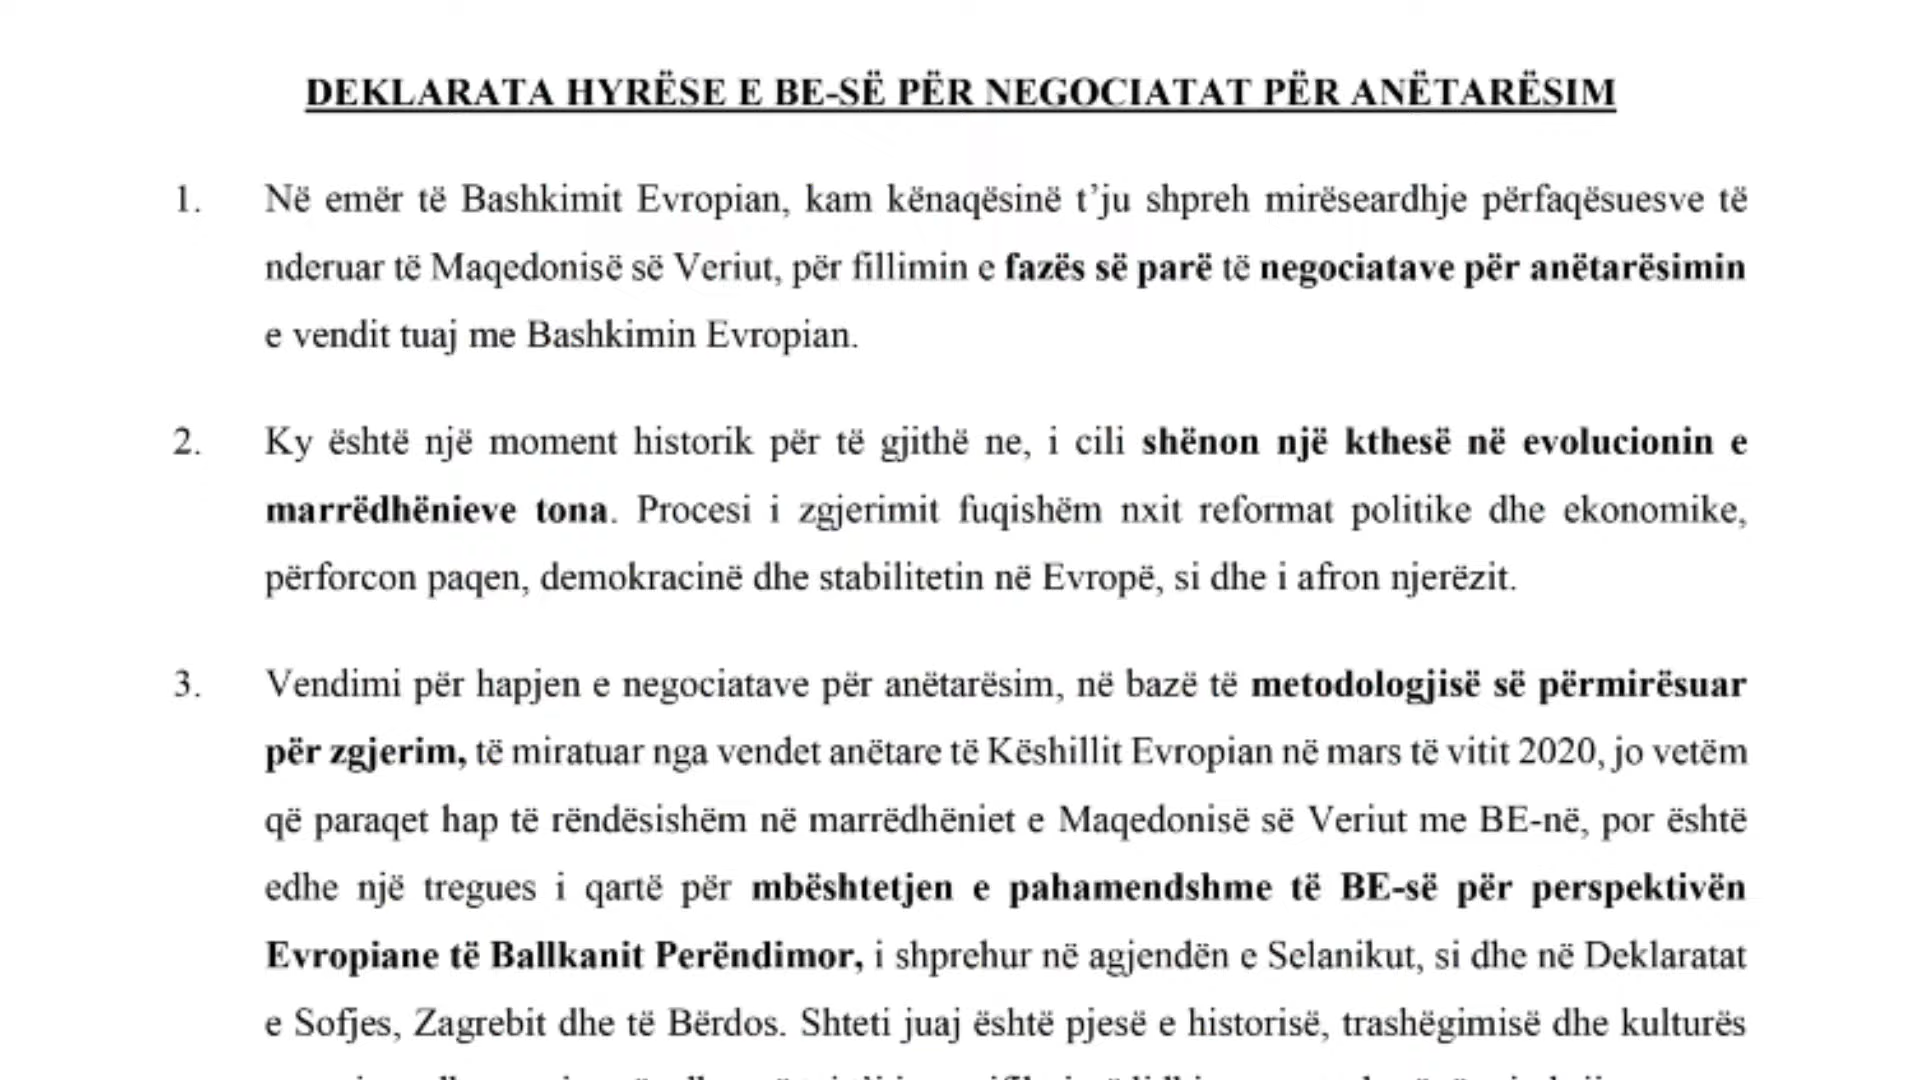 DEKLARATA HYRËSE E BE-SË PËR NEGOCIATAT PËR ANËTARËSIM
1. Në emër të Bashkimit Evropian, kam kënaqësinë t’ju shpreh mirëseardhje përfaqësuesve të
nderuar të Maqedonisë së Veriut, për fillimin e fazës së parë të negociatave për anëtarësimin
e vendit tuaj me Bashkimin Evropian.
2. Ky është një moment historik për të gjithë ne, i cili shënon një kthesë në evolucionin e
marrëdhënieve tona. Procesi i zgjerimit fuqishëm nxit reformat politike dhe ekonomike,
përforcon paqen, demokracinë dhe stabilitetin në Evropë, si dhe i afron njerëzit.
3. Vendimi për hapjen e negociatave për anëtarësim, në bazë të metodologjisë së përmirësuar
për zgjerim, të miratuar nga vendet anëtare të Këshillit Evropian në mars të vitit 2020, jo vetëm
që paraqet hap të rëndësishëm në marrëdhëniet e Maqedonisë së Veriut me BE-në, por është
edhe një tregues i qartë për mbështetjen e pahamendshme të BE-së për perspektivën
Evropiane të Ballkanit Perëndimor, i shprehur në agjendën e Selanikut, si dhe në Deklaratat
e Sofjes, Zagrebit dhe të Bërdos. Shteti juaj është pjesë e historisë, trashëgimisë dhe kulturës